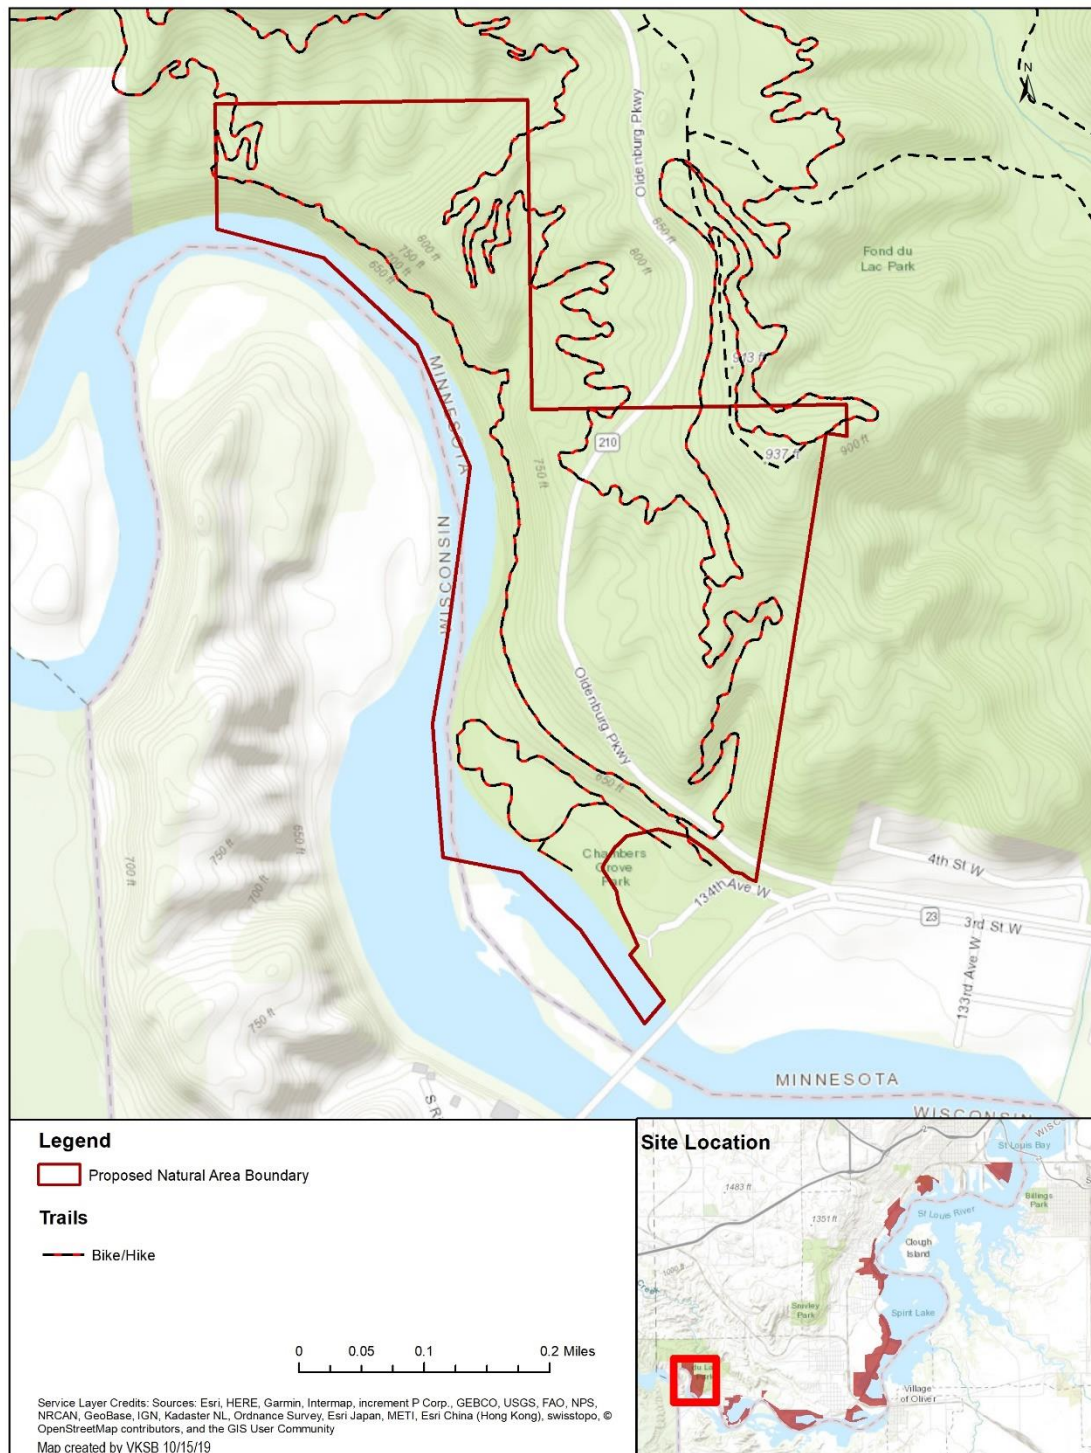 N
Oldenburg Pkwy
650 ft
600 ft
Fond du
Lac Park
600 ft
750 ft
650 ft
943 ft
MINNESOTA
WISCONSIN
210
937 ft
900 ft
750 ft
Oldenburg Pkwy
650 ft
650 ft
750 ft
700 ft
700 ft
750 ft
Chambers
Grove
Park
134th Ave W
4th St W
23
3rd St W
133rd Ave W
MINNESOTA
WISCONSIN
Legend
Proposed Natural Area Boundary
Trails
Bike/Hike
0 0.05 0.1 0.2 Miles
Service Layer Credits: Sources: Esri, HERE, Garmin, Intermap, increment P Corp., GEBCO, USGS, FAO, NPS,
NRCAN, GeoBase, IGN, Kadaster NL, Ordnance Survey, Esri Japan, METI, Esri China (Hong Kong), swisstopo, ©
OpenStreetMap contributors, and the GIS User Community
Map created by VKSB 10/15/19
Site Location
2
St Louis Bay
1483 ft
Billings
Park
St Louis River
1351 ft
Clough
Island
1000 ft
Creek
Spirit Lake
Snively
Park
Village
of Oliver